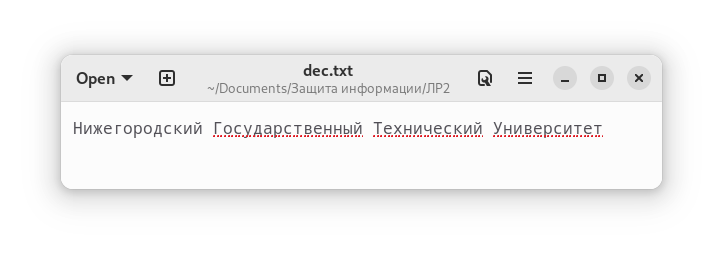 Open
dec.txt
~/Documents/Защита информации/ЛР2
Нижегородский Государственный Технический Университет